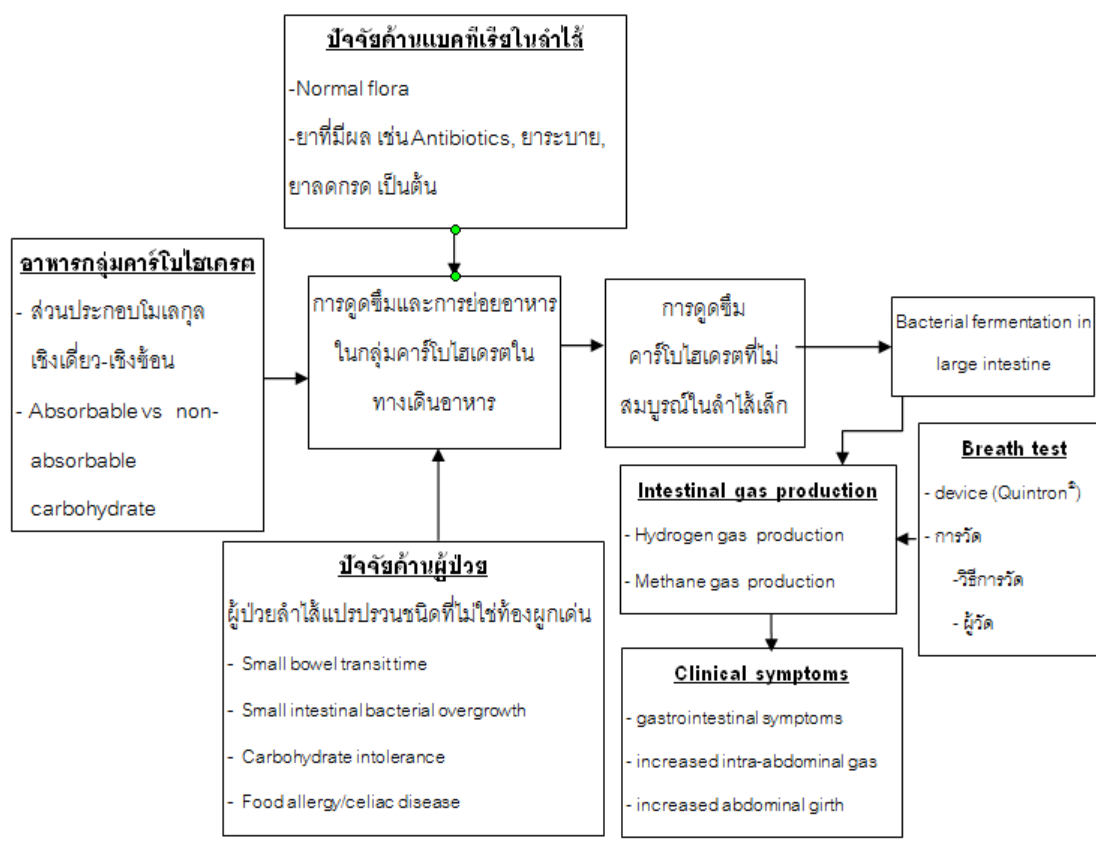 ปัจจัยด้านแบคทีเรียในลำไส้
-Normal flora
-ยาที่มีผล เช่น Antibiotics, ยาระบาย,
ยาลดกรด เป็นต้น
อาหารกลุ่มคาร์โบไฮเดรต
- ส่วนประกอบโมเลกุล
เชิงเดี่ยว-เชิงซ้อน
- Absorbable vs non-
absorbable
carbohydrate
การดูดซึมและการย่อยอาหาร
ในกลุ่มคาร์โบไฮเดรตใน
ทางเดินอาหาร
การดูดซึม
คาร์โบไฮเดรตที่ไม่
สมบูรณ์ในลำไส้เล็ก
Bacterial fermentation in
large intestine
ปัจจัยด้านผู้ป่วย
ผู้ป่วยลำไส้แปรปรวนชนิดที่ไม่ใช่ท้องผูกเด่น
- Small bowel transit time
- Small intestinal bacterial overgrowth
- Carbohydrate intolerance
- Food allergy/celiac disease
Intestinal gas production
- Hydrogen gas production
- Methane gas production
Breath test
- device (Quintron®)
- การวัด
-วิธีการวัด
- ผู้วัด
Clinical symptoms
- gastrointestinal symptoms
- increased intra-abdominal gas
- increased abdominal girth